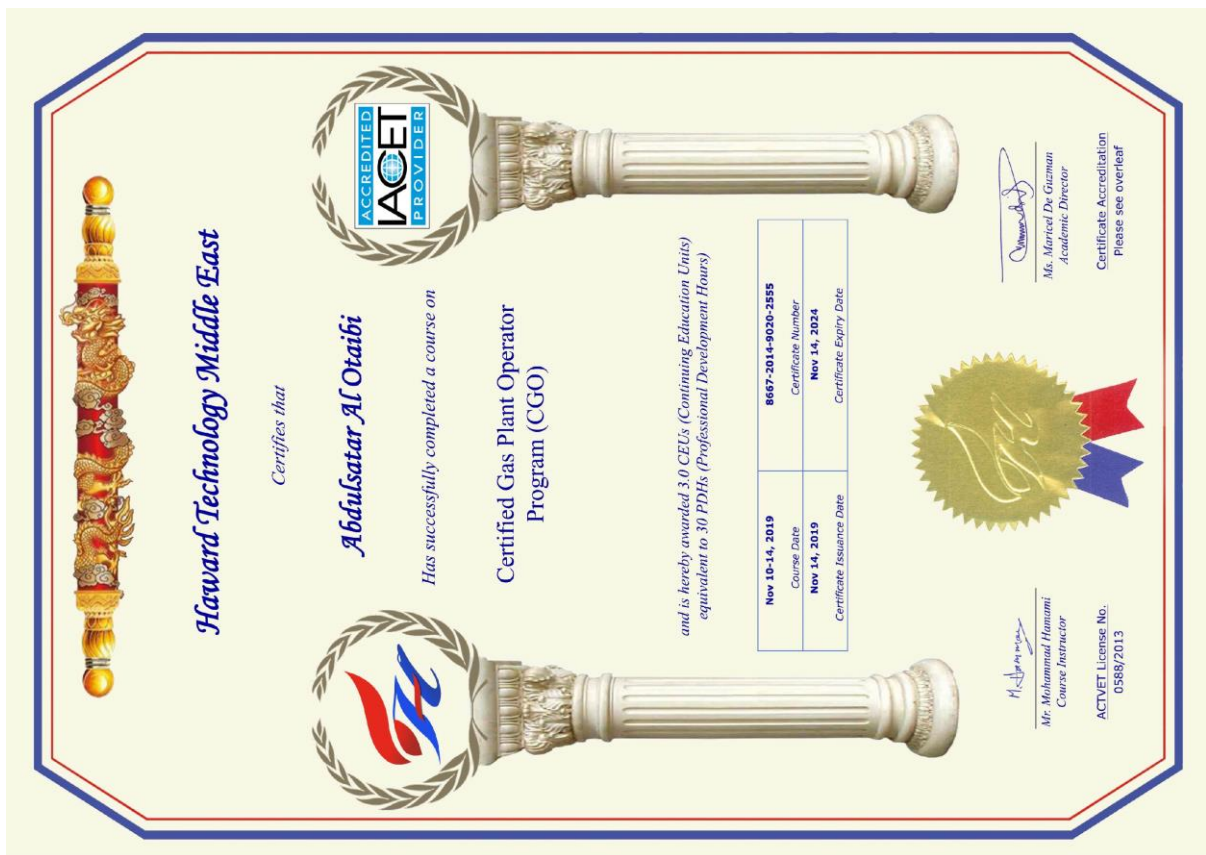 Haward Technology Middle East
Certifies that
Abdulsatar Al Otaibi
Has successfully completed a course on
ACCREDITED
IACET
PROVIDER
Certified Gas Plant Operator
Program (CGO)
and is hereby awarded 3.0 CEUs (Continuing Education Units)
equivalent to 30 PDHs (Professional Development Hours)
Nov 10-14, 2019
Course Date
8667-2014-9020-2555
Certificate Number
Nov 14, 2019
Certificate Issuance Date
Nov 14, 2024
Certificate Expiry Date
Mr. Mohammad Hamami
Course Instructor
ACTVET License No.
0588/2013
Ms. Maricel De Guzman
Academic Director
Certificate Accreditation
Please see overleaf